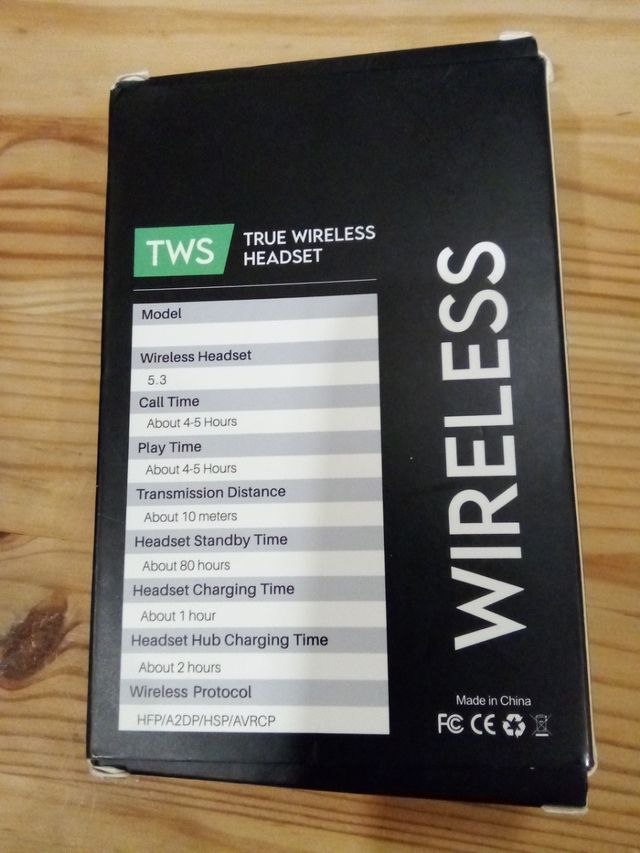 TWS
TRUE WIRELESS
HEADSET
Model
Wireless Headset
5.3
Call Time
About 4-5 Hours
Play Time
About 4-5 Hours
Transmission Distance
About 10 meters
Headset Standby Time
About 80 hours
Headset Charging Time
About 1 hour
Headset Hub Charging Time
About 2 hours
Wireless Protocol
HFP/A2DP/HSP/AVRCP
WIRELESS
Made in China
FC CE